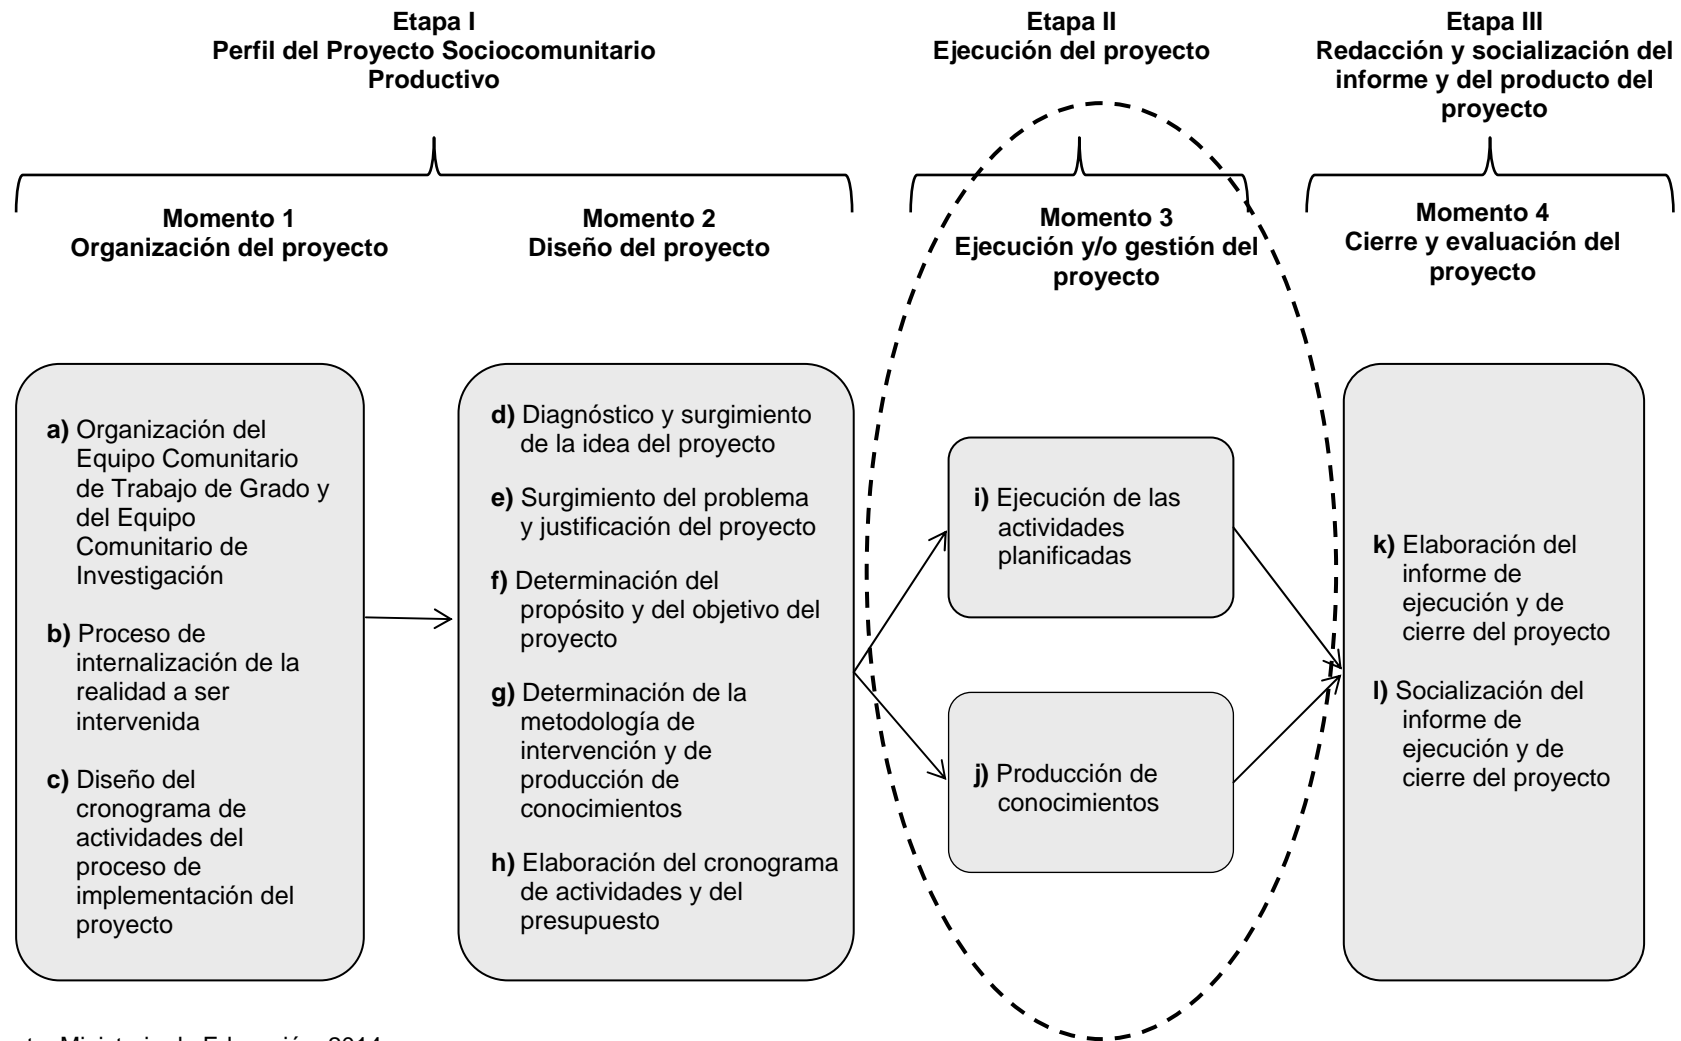 Etapa I
Perfil del Proyecto Sociocomunitario
Productivo
Etapa II
Ejecución del proyecto
Etapa III
Redacción y socialización del
informe y del producto del
proyecto
Momento 1
Organización del proyecto
Momento 2
Diseño del proyecto
Momento 3
Ejecución y/o gestión del
proyecto
Momento 4
Cierre y evaluación del
proyecto
a) Organización del
Equipo Comunitario
de Trabajo de Grado y
del Equipo
Comunitario de
Investigación
b) Proceso de
internalización de la
realidad a ser
intervenida
c) Diseño del
cronograma de
actividades del
proceso de
implementación del
proyecto
d) Diagnóstico y surgimiento
de la idea del proyecto
e) Surgimiento del problema
y justificación del proyecto
f) Determinación del
propósito y del objetivo del
proyecto
g) Determinación de la
metodología de
intervención y de
producción de
conocimientos
h) Elaboración del cronograma
de actividades y del
presupuesto
i) Ejecución de las
actividades
planificadas
j) Producción de
conocimientos
k) Elaboración del
informe de
ejecución y de
cierre del proyecto
l) Socialización del
informe de
ejecución y de
cierre del proyecto